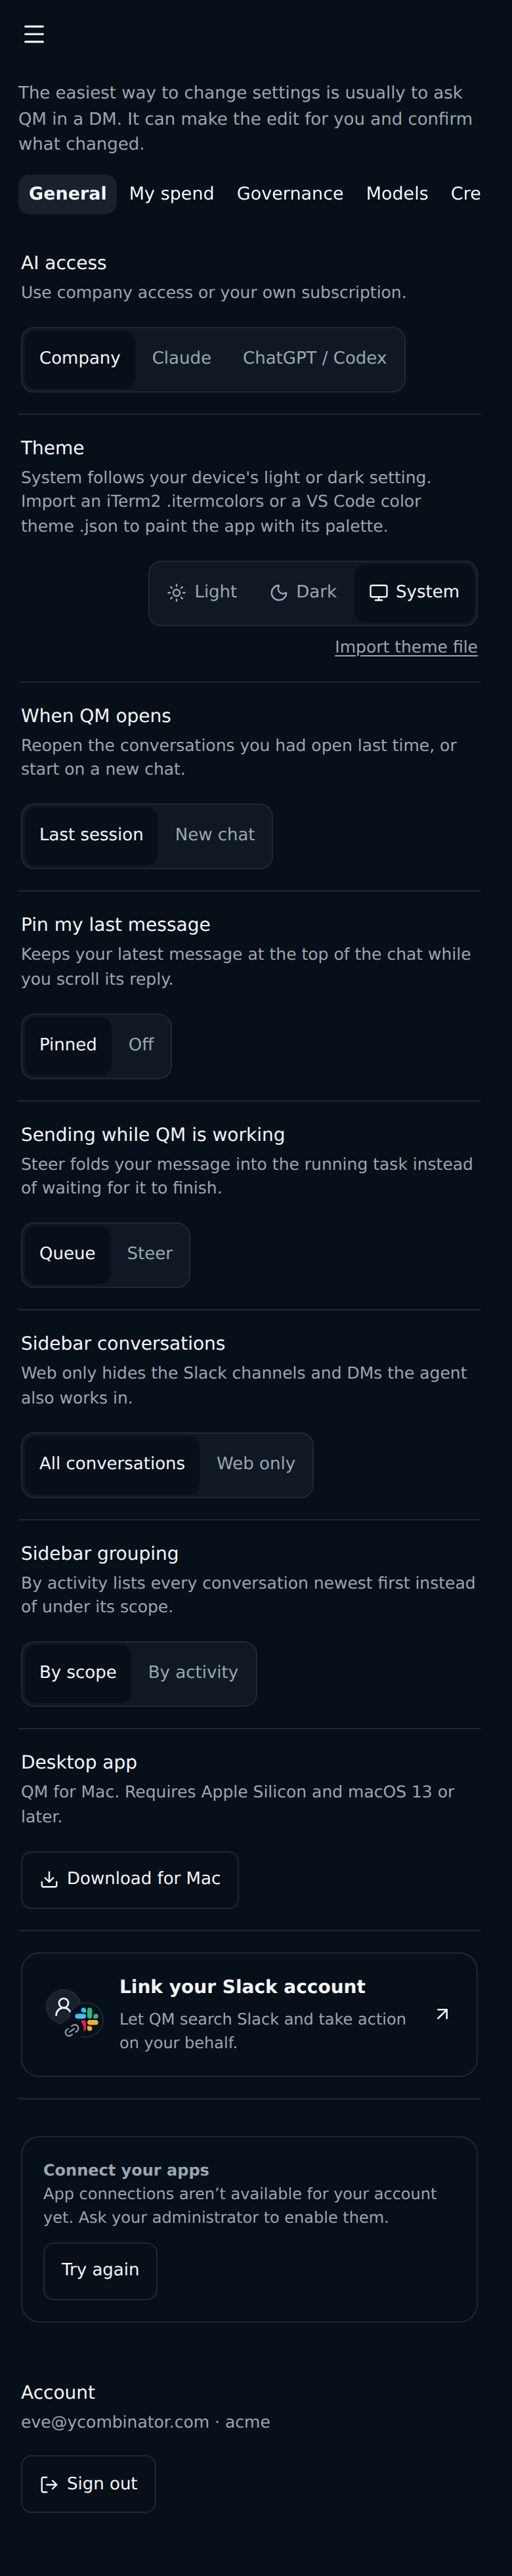 The easiest way to change settings is usually to ask
QM in a DM. It can make the edit for you and confirm
what changed.
General My spend Governance Models Cre
AI access
Use company access or your own subscription.
Company Claude ChatGPT / Codex
Theme
System follows your device's light or dark setting.
Import an iTerm2 .itermcolors or a VS Code color
theme .json to paint the app with its palette.
Light Dark System
Import theme file
When QM opens
Reopen the conversations you had open last time, or
start on a new chat.
Last session New chat
Pin my last message
Keeps your latest message at the top of the chat while
you scroll its reply.
Pinned Off
Sending while QM is working
Steer folds your message into the running task instead
of waiting for it to finish.
Queue Steer
Sidebar conversations
Web only hides the Slack channels and DMs the agent
also works in.
All conversations Web only
Sidebar grouping
By activity lists every conversation newest first instead
of under its scope.
By scope By activity
Desktop app
QM for Mac. Requires Apple Silicon and macOS 13 or
later.
Download for Mac
Link your Slack account
Let QM search Slack and take action
on your behalf.
Connect your apps
App connections aren’t available for your account
yet. Ask your administrator to enable them.
Try again
Account
eve@ycombinator.com · acme
Sign out